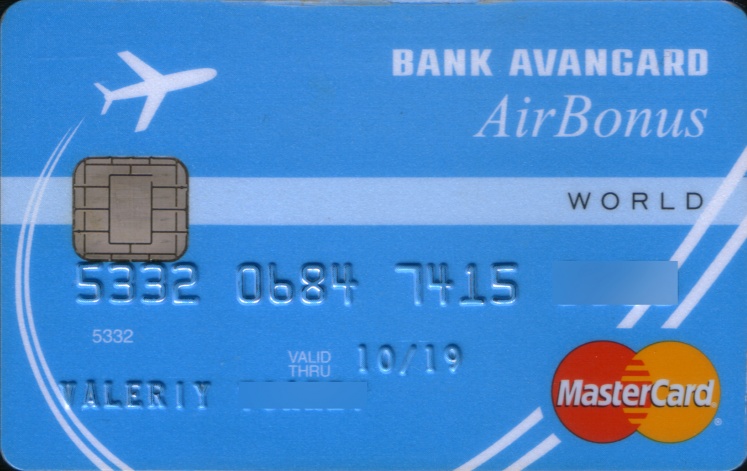 BANK AVANGARD
AirBonus
WORLD
5332 0684 7415
5332
VALID THRU 10/19
VALERIY
MasterCard
®